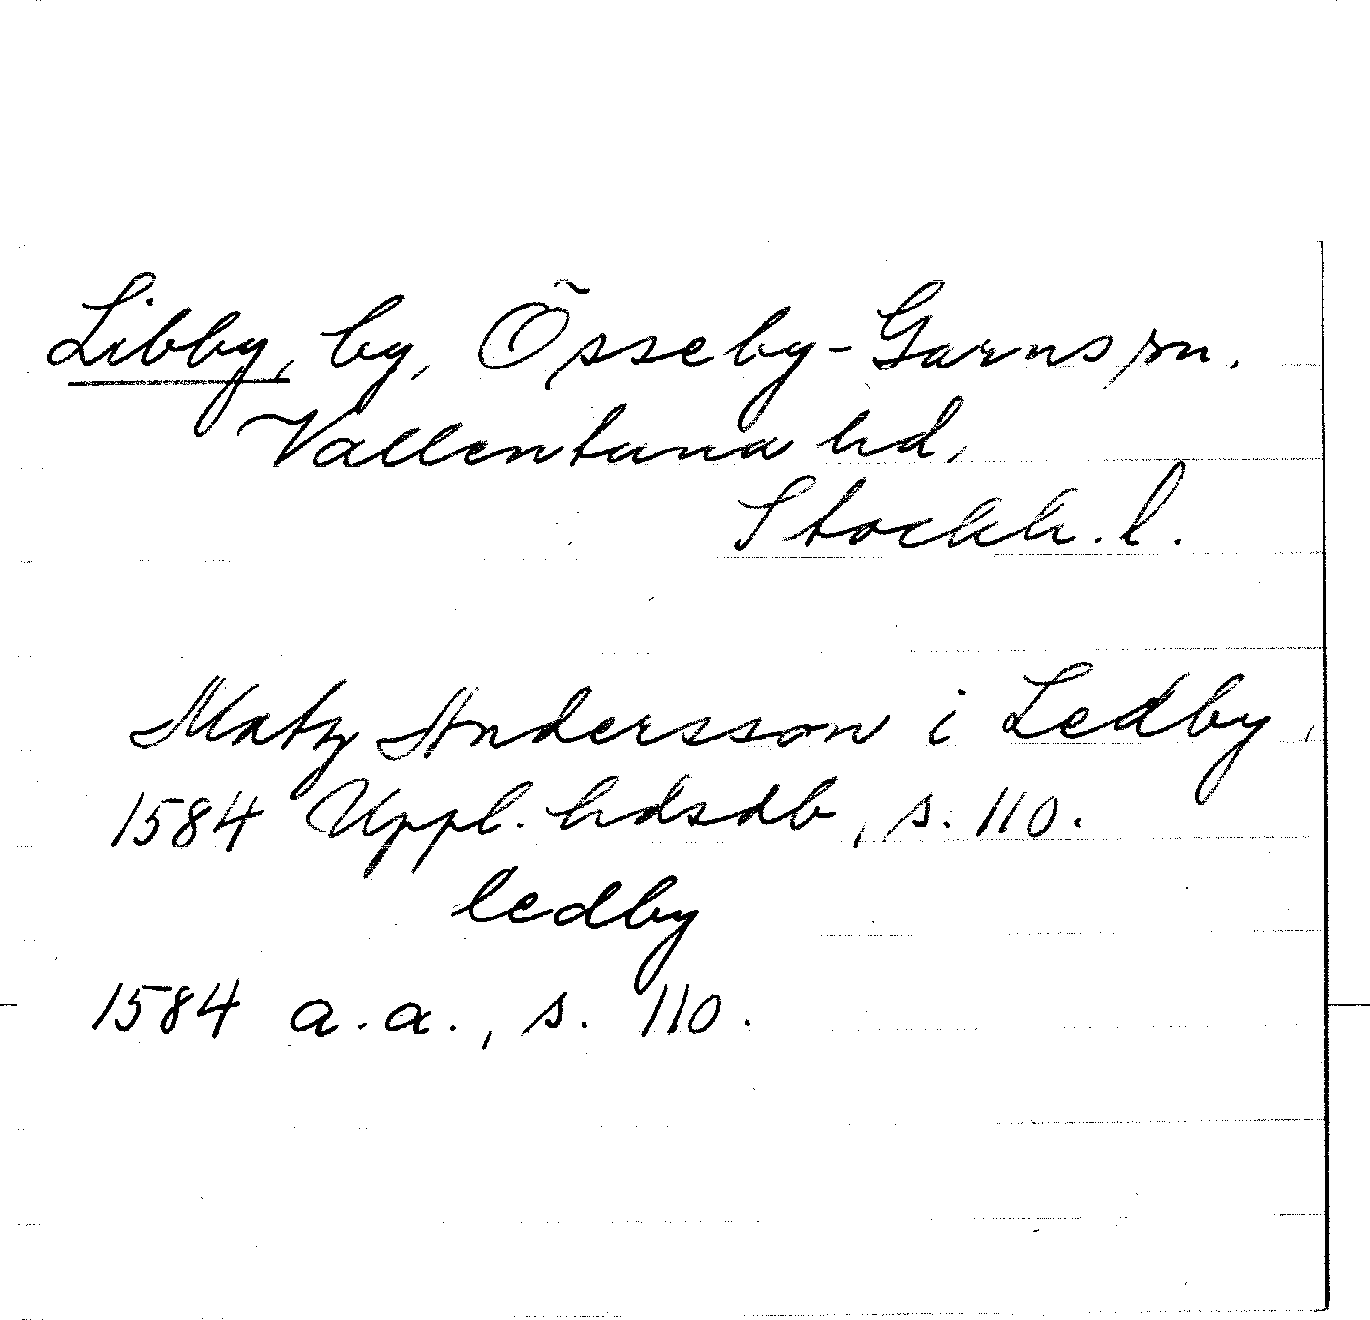 Libby, by, Össeby-Garns sn.
Vallentuna hd,
Stockh. l.
Matz Andersson i Ledby,
1584 Uppl. hdsdb, s. 110.
ledby
1584 a.a., s. 110.